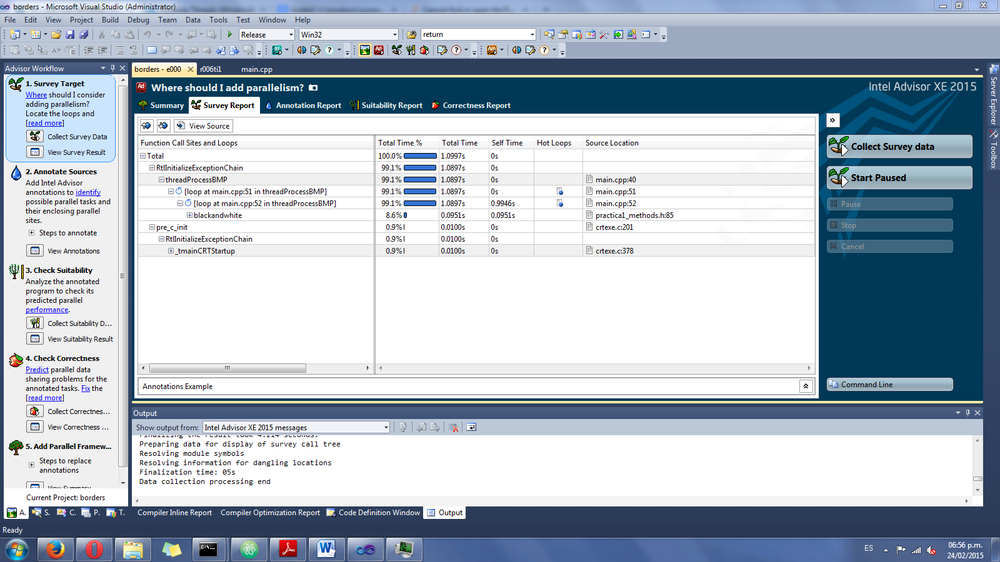 borders - Microsoft Visual Studio (Administrator)
File Edit View Project Build Debug Team Data Tools Test Window Help
Release Win32 return
Advisor Workflow
1. Survey Target
Where should I consider
adding parallelism?
Locate the loops and
[read more]
Collect Survey Data
View Survey Result
2. Annotate Sources
Add Intel Advisor
annotations to identify
possible parallel tasks and
their enclosing parallel
sites.
Steps to annotate
View Annotations
3. Check Suitability
Analyze the annotated
program to check its
predicted parallel
performance.
Collect Suitability D...
View Suitability Result
4. Check Correctness
Predict parallel data
sharing problems for the
annotated tasks. Fix the
[read more]
Collect Correctnes...
View Correctness ...
5. Add Parallel Framew...
Steps to replace
annotations
View Summary
Current Project: borders
A. S. C. P. T.
borders - e000 r006ti1 main.cpp
Where should I add parallelism?
Intel Advisor XE 2015
Summary Survey Report Annotation Report Suitability Report Correctness Report
View Source
Function Call Sites and Loops Total Time % Total Time Self Time Hot Loops Source Location
Total 100.0% 1.0997s 0s
RtlInitializeExceptionChain 99.1% 1.0897s 0s
threadProcessBMP 99.1% 1.0897s 0s main.cpp:40
[loop at main.cpp:51 in threadProcessBMP] 99.1% 1.0897s 0s main.cpp:51
[loop at main.cpp:52 in threadProcessBMP] 99.1% 1.0897s 0.9946s main.cpp:52
blackandwhite 8.6% 0.0951s 0.0951s practica1_methods.h:85
pre_c_init 0.9% 0.0100s 0s crtexe.c:201
RtlInitializeExceptionChain 0.9% 0.0100s 0s
_tmainCRTStartup 0.9% 0.0100s 0s crtexe.c:378
Annotations Example
Collect Survey data
Start Paused
Pause
Stop
Cancel
Command Line
Server Explorer
Toolbox
Output
Show output from: Intel Advisor XE 2015 messages
Finalizing the result took 4.214 seconds.
Preparing data for display of survey call tree
Resolving module symbols
Resolving information for dangling locations
Finalization time: 05s
Data collection processing end
Compiler Inline Report Compiler Optimization Report Code Definition Window Output
Ready
ES
06:56 p.m.
24/02/2015